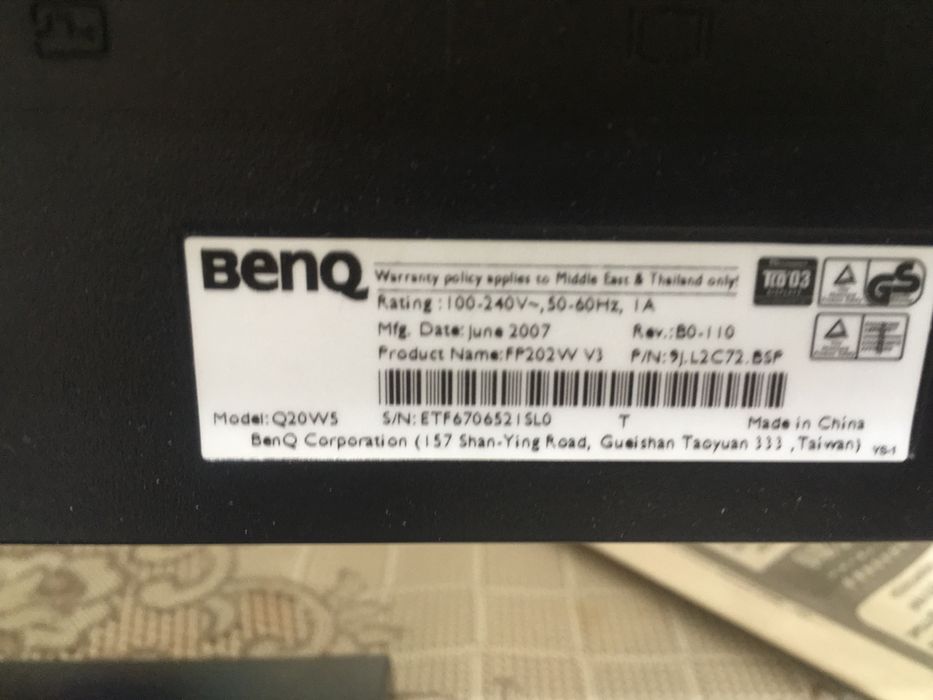 BenQ
Warranty policy applies to Middle East & Thailand only!
TCO'03
Rating :100-240V~,50-60Hz, 1A
Mfg. Date: June 2007 Rev.:B0-110
Product Name:FP202W V3 P/N:9J.L2C72.BSP
Model:Q20W5 S/N:ETF6706521SL0 T Made in China
BenQ Corporation (157 Shan-Ying Road, Gueishan Taoyuan 333 ,Taiwan) YS-1